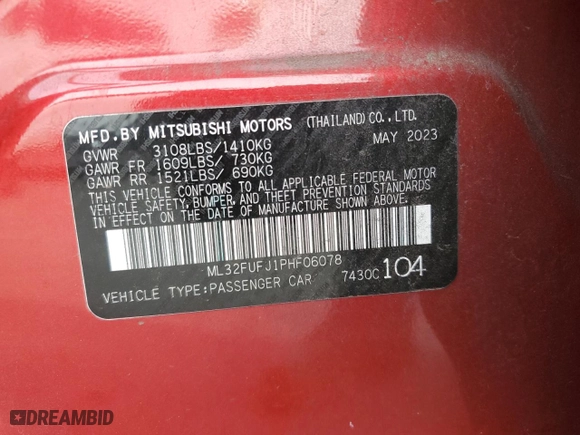 MFD.BY MITSUBISHI MOTORS (THAILAND) CO., LTD.
GVWR 3108LBS/1410KG MAY 2023
GAWR FR 1609LBS/ 730KG
GAWR RR 1521LBS/ 690KG
THIS VEHICLE CONFORMS TO ALL APPLICABLE FEDERAL MOTOR
VEHICLE SAFETY, BUMPER, AND THEFT PREVENTION STANDARDS
IN EFFECT ON THE DATE OF MANUFACTURE SHOWN ABOVE.
ML32FUFJ1PHF06078
VEHICLE TYPE:PASSENGER CAR 7430C 104
DREAMBID